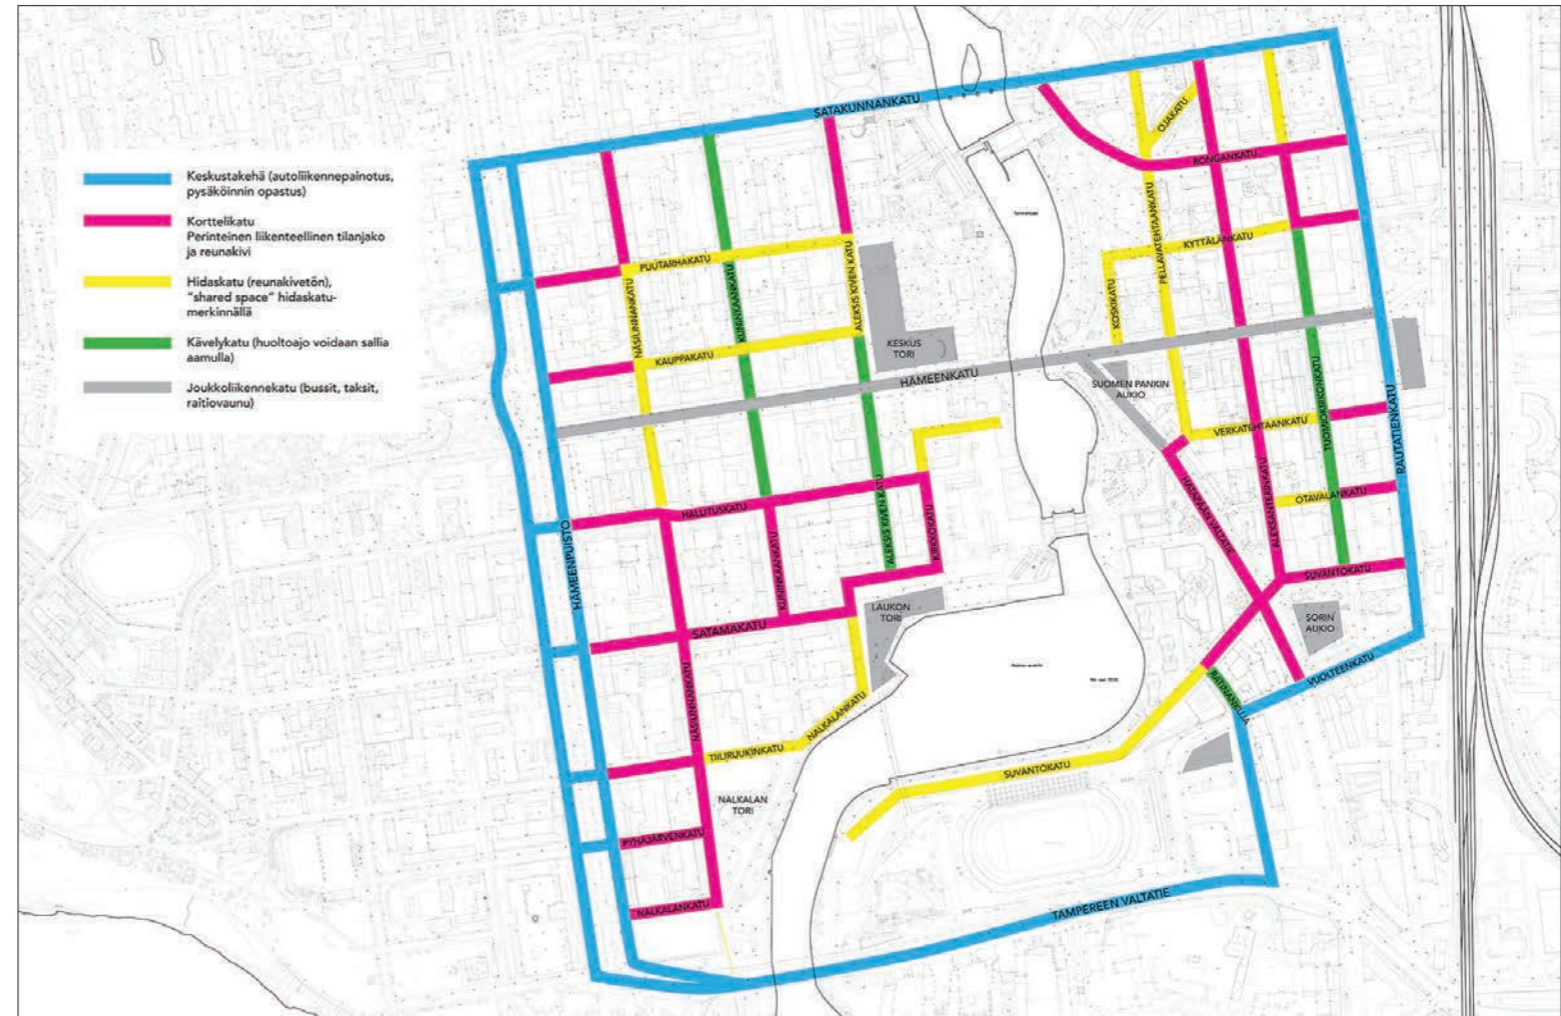 Keskustakehä (autoliikennepainotus,
pysäköinnin opastus)
Korttelikatu
Perinteinen liikenteellinen tilanjako
ja reunakivi
Hidaskatu (reunakivetön),
"shared space" hidaskatu-
merkinnällä
Kävelykatu (huoltoajo voidaan sallia
aamulla)
Joukkoliikennekatu (bussit, taksit,
raitiovaunu)
SATAKUNNANKATU
OJAKATU
RONGANKATU
PELLAVATEHTAANKATU
KYTTÄLÄNKATU
KOSKIKATU
PUUTARHAKATU
NÄSILINNANKATU
KUNINKAANKATU
ALEKSIS KIVEN KATU
KAUPPAKATU
KESKUS
TORI
HÄMEENKATU
SUOMEN PANKIN
AUKIO
VERKATEHTAANKATU
TUOMIOKIRKONKATU
RAUTATIENKATU
ALEKSANTERINKATU
OTAVALANKATU
HATANPÄÄN VALTATIE
SUVANTOKATU
HALLITUSKATU
KUNINKAANKATU
ALEKSIS KIVEN KATU
KIRKKOKATU
HÄMEENPUISTO
LAUKON
TORI
SATAMAKATU
SORIN
AUKIO
VUOLTEENKATU
RATINANKUJA
NÄSILINNANKATU
NALKALANKATU
TIILIRUUKINKATU
SUVANTOKATU
NALKALAN
TORI
PYHÄJÄRVENKATU
NALKALANKATU
TAMPEREEN VALTATIE